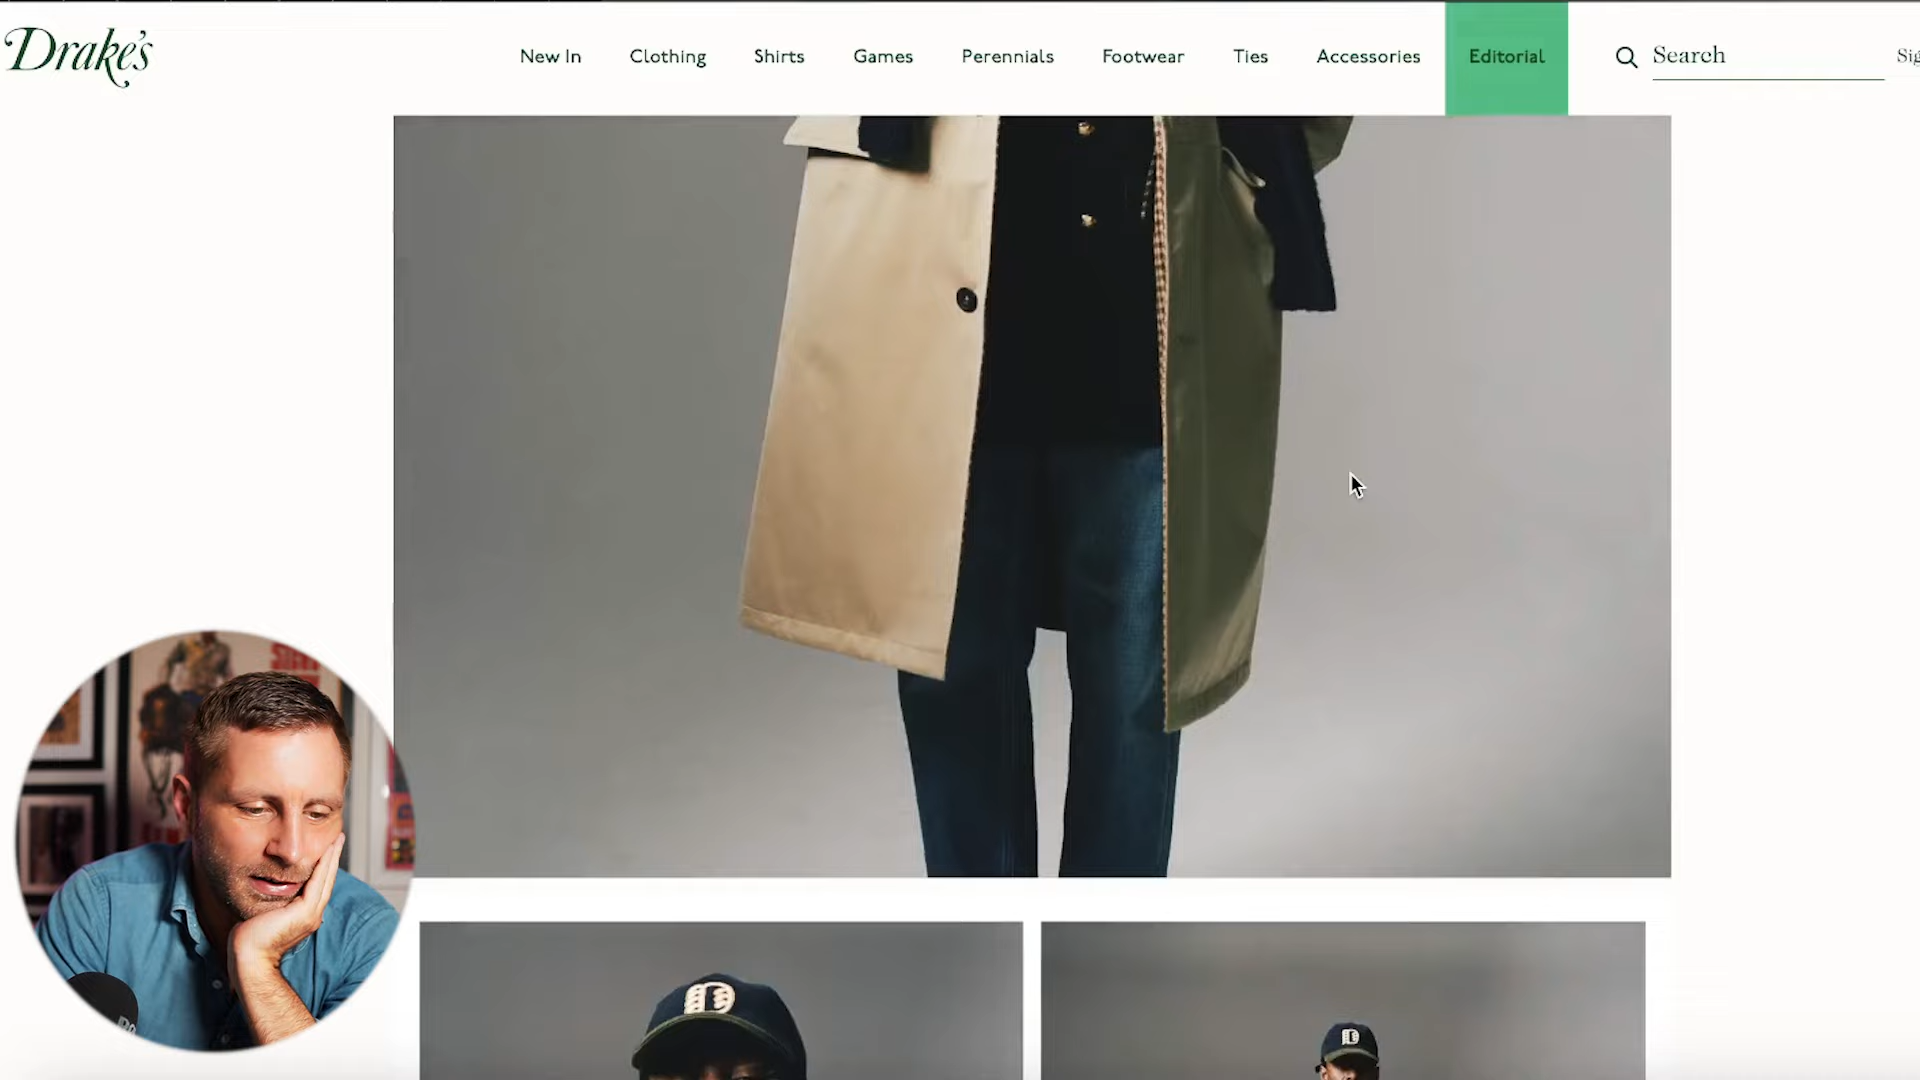 Drake's
New In Clothing Shirts Games Perennials Footwear Ties Accessories Editorial Search
D
D